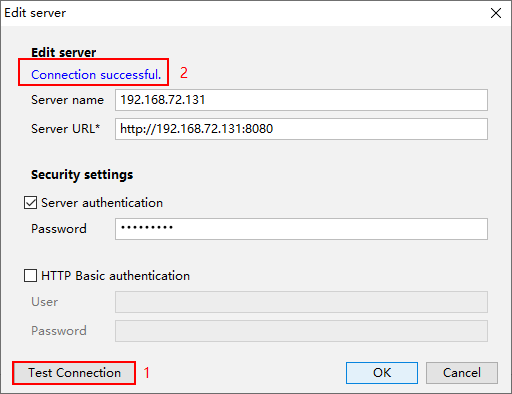 Edit server
Edit server
Connection successful. 2
Server name 192.168.72.131
Server URL* http://192.168.72.131:8080
Security settings
Server authentication
Password •••••••••
HTTP Basic authentication
User
Password
Test Connection 1 OK Cancel